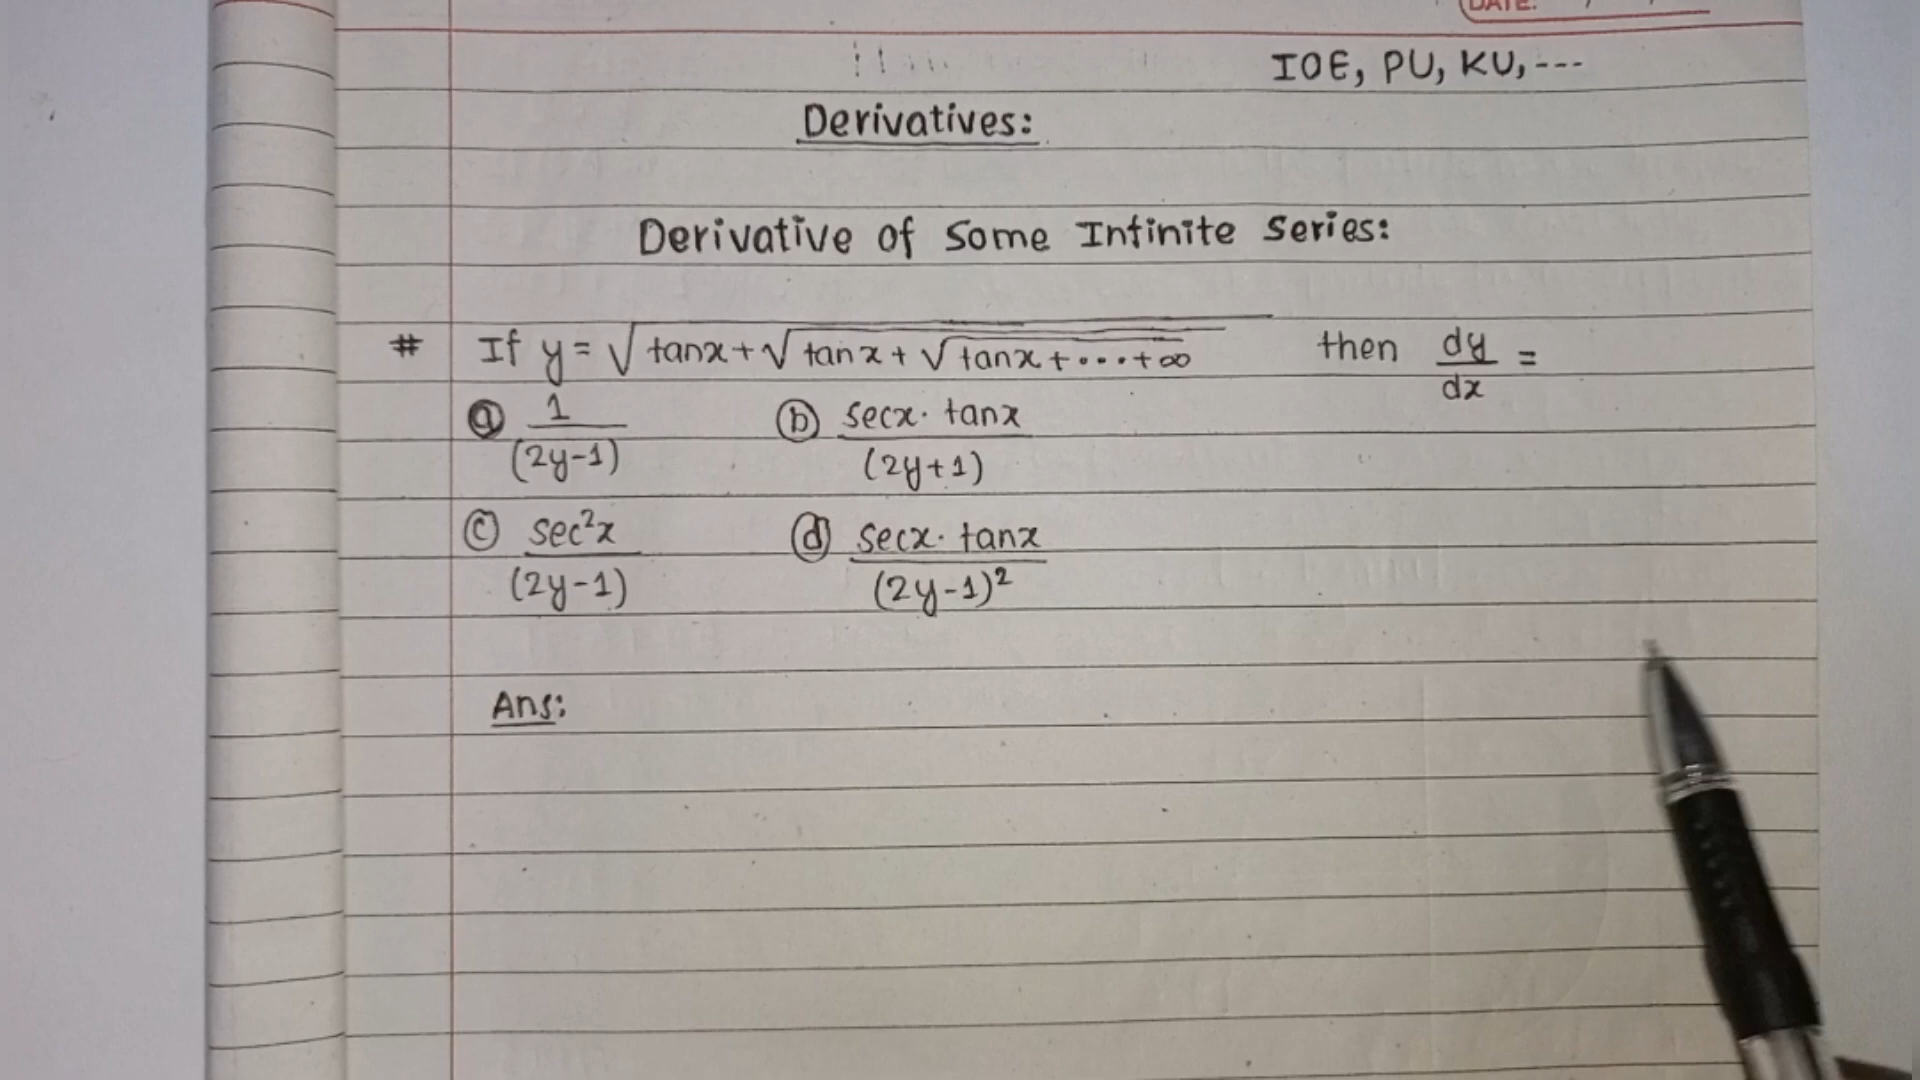 DATE:
IOE, PU, KU, ---
Derivatives:
Derivative of Some Infinite Series:
# If y = √tanx + √tanx + √tanx + ... + ∞ then dy/dx =
ⓐ 1/(2y-1) ⓑ secx. tanx/(2y+1)
ⓒ sec²x/(2y-1) ⓓ secx. tanx/(2y-1)²
Ans: